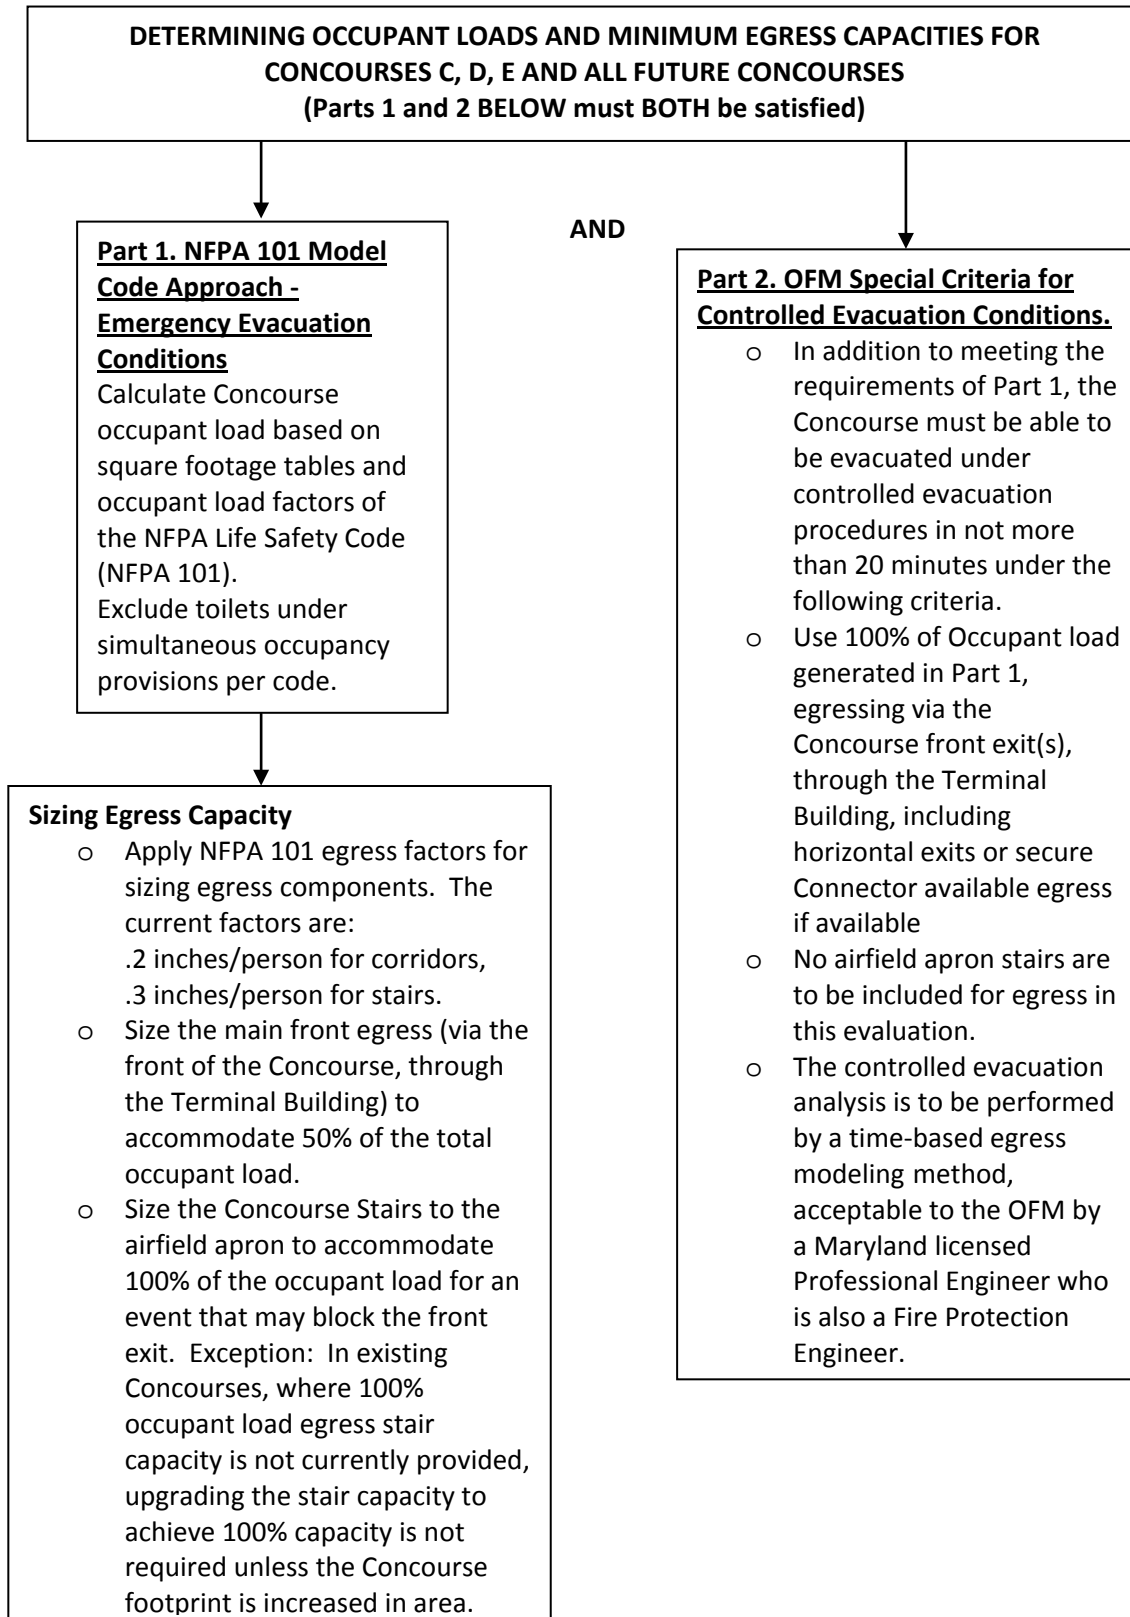 DETERMINING OCCUPANT LOADS AND MINIMUM EGRESS CAPACITIES FOR
CONCOURSES C, D, E AND ALL FUTURE CONCOURSES
(Parts 1 and 2 BELOW must BOTH be satisfied)
Part 1. NFPA 101 Model
Code Approach -
Emergency Evacuation
Conditions
Calculate Concourse
occupant load based on
square footage tables and
occupant load factors of
the NFPA Life Safety Code
(NFPA 101).
Exclude toilets under
simultaneous occupancy
provisions per code.
AND
Sizing Egress Capacity
o Apply NFPA 101 egress factors for
sizing egress components. The
current factors are:
.2 inches/person for corridors,
.3 inches/person for stairs.
o Size the main front egress (via the
front of the Concourse, through
the Terminal Building) to
accommodate 50% of the total
occupant load.
o Size the Concourse Stairs to the
airfield apron to accommodate
100% of the occupant load for an
event that may block the front
exit. Exception: In existing
Concourses, where 100%
occupant load egress stair
capacity is not currently provided,
upgrading the stair capacity to
achieve 100% capacity is not
required unless the Concourse
footprint is increased in area.
Part 2. OFM Special Criteria for
Controlled Evacuation Conditions.
o In addition to meeting the
requirements of Part 1, the
Concourse must be able to
be evacuated under
controlled evacuation
procedures in not more
than 20 minutes under the
following criteria.
o Use 100% of Occupant load
generated in Part 1,
egressing via the
Concourse front exit(s),
through the Terminal
Building, including
horizontal exits or secure
Connector available egress
if available
o No airfield apron stairs are
to be included for egress in
this evaluation.
o The controlled evacuation
analysis is to be performed
by a time-based egress
modeling method,
acceptable to the OFM by
a Maryland licensed
Professional Engineer who
is also a Fire Protection
Engineer.